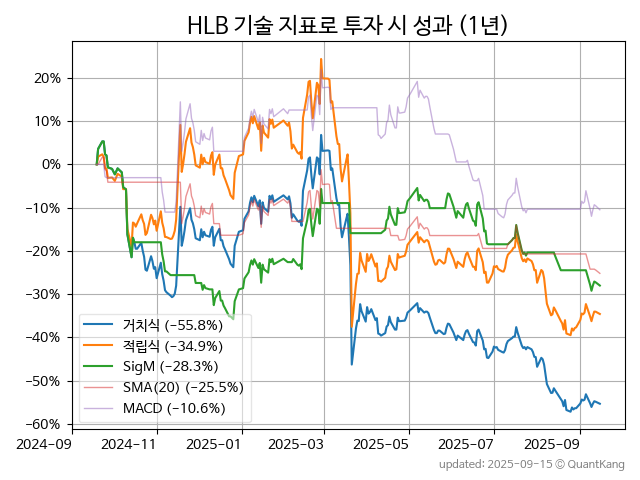 HLB 기술 지표로 투자 시 성과 (1년)
20%
10%
0%
−10%
−20%
−30%
−40%
−50%
−60%
거치식 (−55.8%)
적립식 (−34.9%)
SigM (−28.3%)
SMA(20) (−25.5%)
MACD (−10.6%)
2024-09
2024-11
2025-01
2025-03
2025-05
2025-07
2025-09
updated: 2025-09-15 ⓒ QuantKang